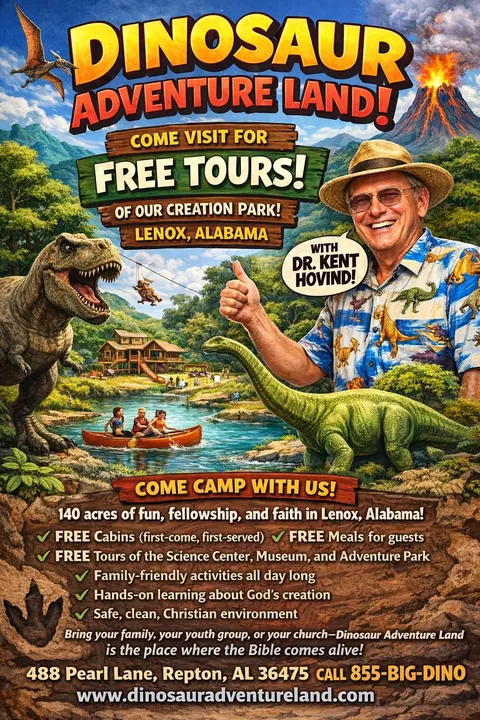 DINOSAUR
ADVENTURE LAND!
COME VISIT FOR
FREE TOURS!
OF OUR CREATION PARK!
LENOX, ALABAMA
WITH
DR. KENT
HOVIND!
COME CAMP WITH US!
140 acres of fun, fellowship, and faith in Lenox, Alabama!
✓ FREE Cabins (first-come, first-served) ✓ FREE Meals for guests
✓ FREE Tours of the Science Center, Museum, and Adventure Park
✓ Family-friendly activities all day long
✓ Hands-on learning about God's creation
✓ Safe, clean, Christian environment
Bring your family, your youth group, or your church—Dinosaur Adventure Land
is the place where the Bible comes alive!
488 Pearl Lane, Repton, AL 36475 CALL 855-BIG-DINO
www.dinosauradventureland.com